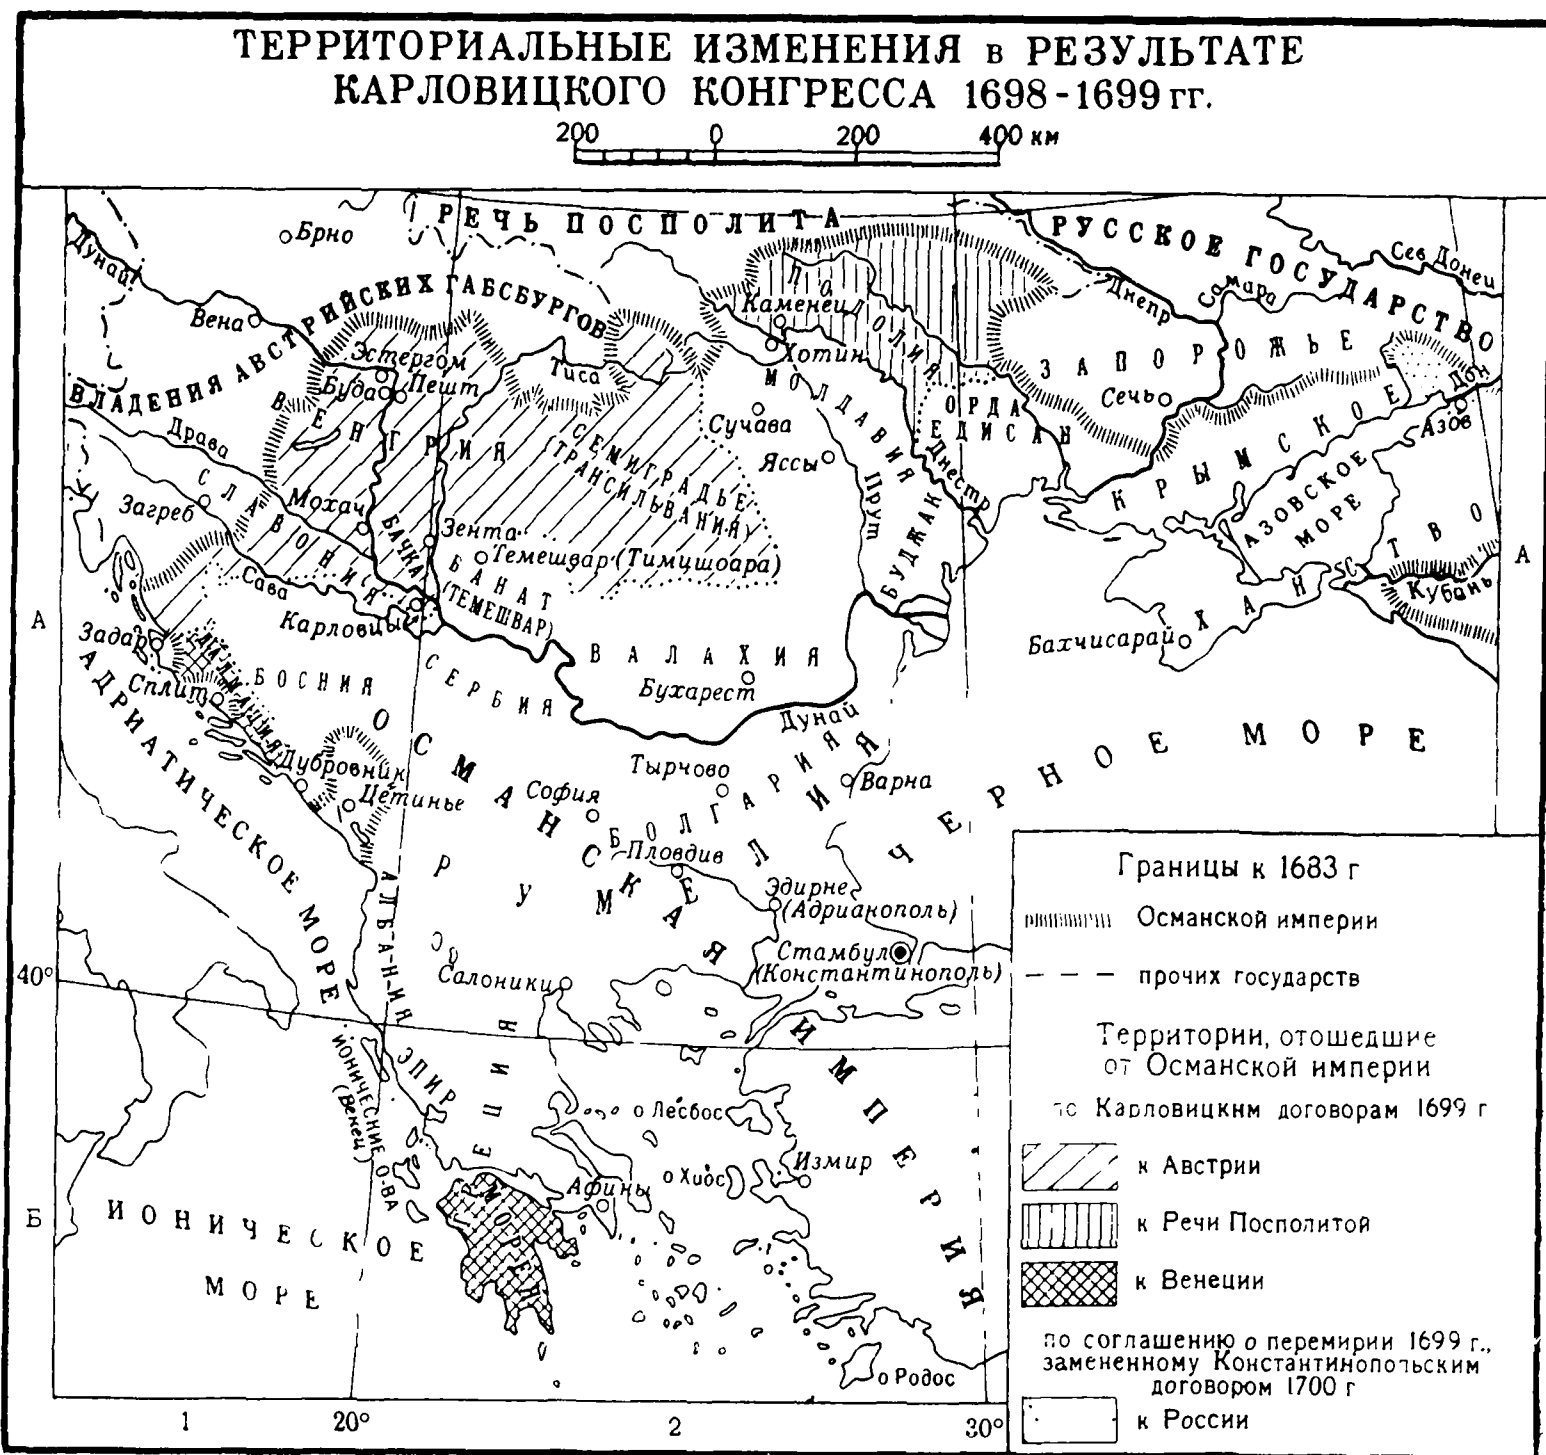 ТЕРРИТОРИАЛЬНЫЕ ИЗМЕНЕНИЯ в РЕЗУЛЬТАТЕ
КАРЛОВИЦКОГО КОНГРЕССА 1698-1699 гг.
200 0 200 400 км
РЕЧЬ ПОСПОЛИТА
РУССКОЕ ГОСУДАРСТВО
Брно
Дунай
Сев Донец
ВЛАДЕНИЯ АВСТРИЙСКИХ ГАБСБУРГОВ
Вена
Каменец
ПОДОЛИЯ
Днепр
Самара
Хотин
ЗАПОРОЖЬЕ
Эстергом
Буда
Пешт
Тиса
ВЕНГРИЯ
МОЛДАВИЯ
ОРДА
ЕДИСАН
Сечь
Дон
Азов
Драва
Сучава
СЕМИГРАДЬЕ
(ТРАНСИЛЬВАНИЯ)
Яссы
Прут
Днестр
КРЫМСКОЕ
ХАНСТВО
АЗОВСКОЕ
МОРЕ
Загреб
СЛАВОНИЯ
Мохач
БАЧКА
Зента
Темешвар (Тимишоара)
БАНАТ
(ТЕМЕШВАР)
БУДЖАК
А
А
Сава
Карловцы
Кубань
Бахчисарай
Задар
ДАЛМАЦИЯ
Сплит
БОСНИЯ
СЕРБИЯ
ВАЛАХИЯ
Бухарест
Дунай
АДРИАТИЧЕСКОЕ МОРЕ
ОСМАНСКАЯ ИМПЕРИЯ
ЧЕРНОЕ МОРЕ
Дубровник
Цетинье
Тырчово
Варна
София
БОЛГАРИЯ
РУМЕЛИЯ
Пловдив
Эдирне
(Адрианополь)
АЛБАНИЯ
Стамбул
(Константинополь)
40°
Салоники
ИОНИЧЕСКИЕ О-ВА
(Венец)
ЭПИР
ГРЕЦИЯ
о Лесбос
о Хиос
Измир
Афины
МОРЕЯ
Б
ИОНИЧЕСКОЕ
МОРЕ
о Родос
1 20° 2 30°
Границы к 1683 г
Османской империи
прочих государств
Территории, отошедшие
от Османской империи
по Карловицким договорам 1699 г
к Австрии
к Речи Посполитой
к Венеции
по соглашению о перемирии 1699 г.,
замененному Константинопольским
договором 1700 г
к России